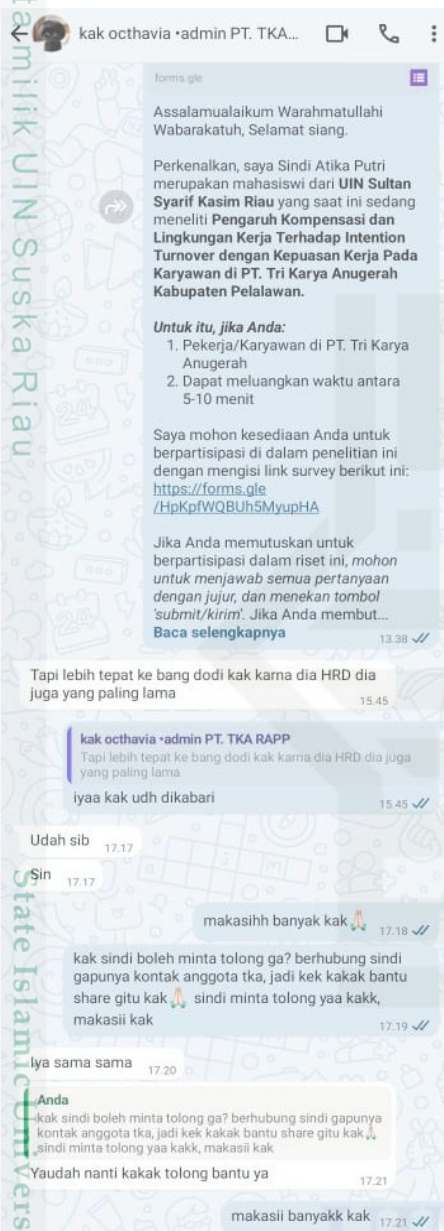 kak octhavia •admin PT. TKA...
forms.gle
Assalamualaikum Warahmatullahi
Wabarakatuh, Selamat siang.
Perkenalkan, saya Sindi Atika Putri
merupakan mahasiswi dari UIN Sultan
Syarif Kasim Riau yang saat ini sedang
meneliti Pengaruh Kompensasi dan
Lingkungan Kerja Terhadap Intention
Turnover dengan Kepuasan Kerja Pada
Karyawan di PT. Tri Karya Anugerah
Kabupaten Pelalawan.
Untuk itu, jika Anda:
1. Pekerja/Karyawan di PT. Tri Karya
Anugerah
2. Dapat meluangkan waktu antara
5-10 menit
Saya mohon kesediaan Anda untuk
berpartisipasi di dalam penelitian ini
dengan mengisi link survey berikut ini:
https://forms.gle
/HpKpfWQBUh5MyupHA
Jika Anda memutuskan untuk
berpartisipasi dalam riset ini, mohon
untuk menjawab semua pertanyaan
dengan jujur, dan menekan tombol
'submit/kirim'. Jika Anda membut...
Baca selengkapnya
13.38
Tapi lebih tepat ke bang dodi kak karna dia HRD dia
juga yang paling lama
15.45
kak octhavia •admin PT. TKA RAPP
Tapi lebih tepat ke bang dodi kak karna dia HRD dia juga
yang paling lama
iyaa kak udh dikabari
15.45
Udah sib
17.17
Sin
17.17
makasihh banyak kak🙏🏻
17.18
kak sindi boleh minta tolong ga? berhubung sindi
gapunya kontak anggota tka, jadi kek kakak bantu
share gitu kak🙏🏻 sindi minta tolong yaa kakk,
makasii kak
17.19
Iya sama sama
17.20
Anda
kak sindi boleh minta tolong ga? berhubung sindi gapunya
kontak anggota tka, jadi kek kakak bantu share gitu kak🙏🏻
sindi minta tolong yaa kakk, makasii kak
Yaudah nanti kakak tolong bantu ya
17.21
makasii banyakk kak
17.21
milik UIN Suska Riau
State Islamic Univers